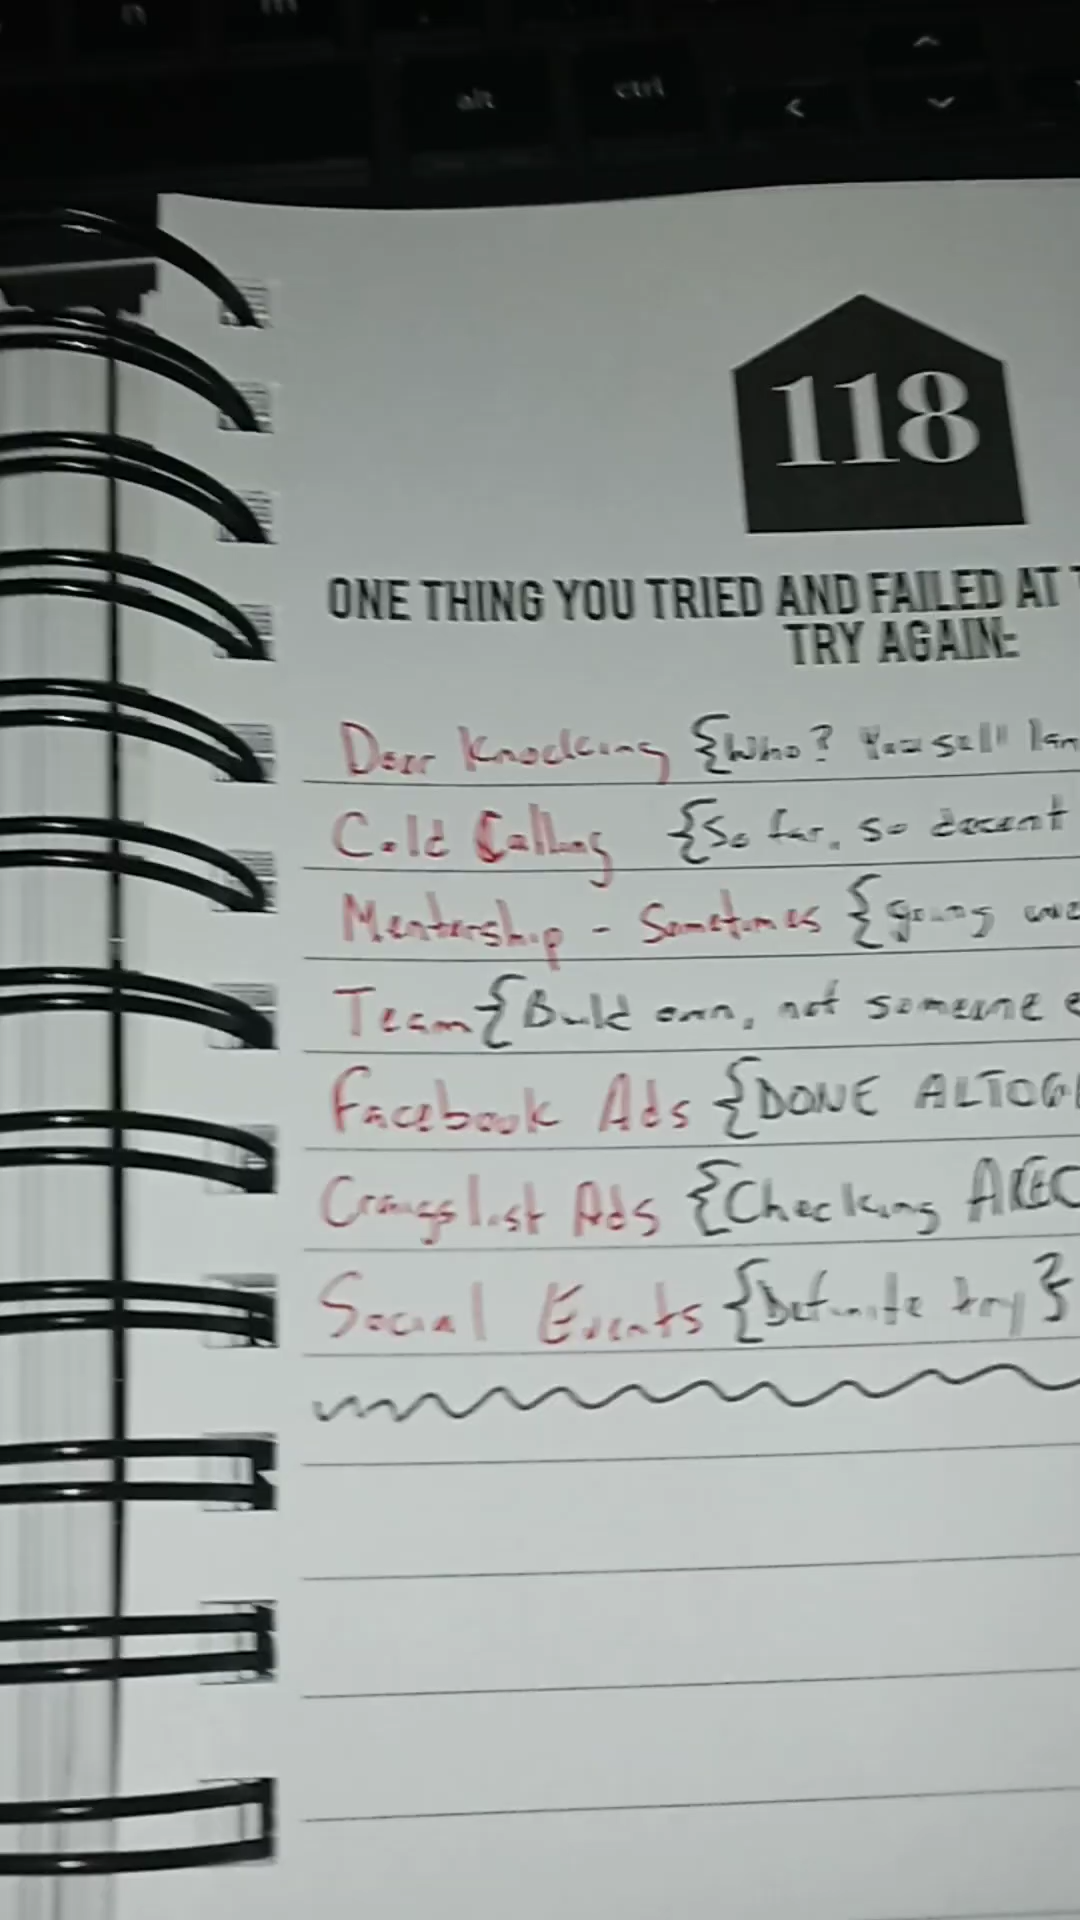 n m
alt ctrl < ^
118
ONE THING YOU TRIED AND FAILED AT
TRY AGAIN:
Door Knocking {Who? You sell
Cold Calling {So far, so decent
Mentorship - Sometimes {going
Team {Build own, not someone
Facebook Ads {DONE
Craigslist Ads {Checking AREC
Social Events {Definite try}